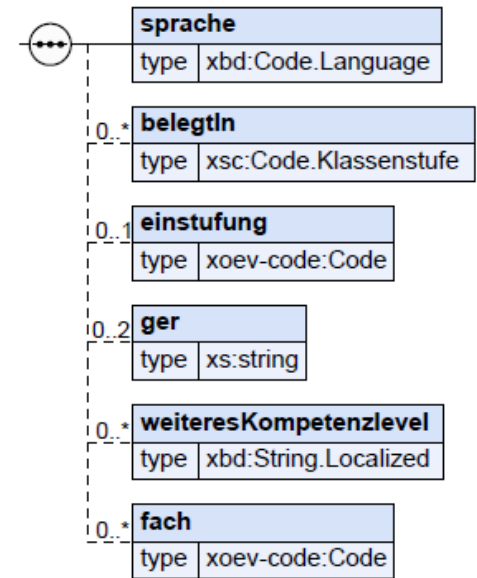 sprache
type xbd:Code.Language
0..* belegtIn
type xsc:Code.Klassenstufe
0..1 einstufung
type xoev-code:Code
0..2 ger
type xs:string
0..* weiteresKompetenzlevel
type xbd:String.Localized
0..* fach
type xoev-code:Code